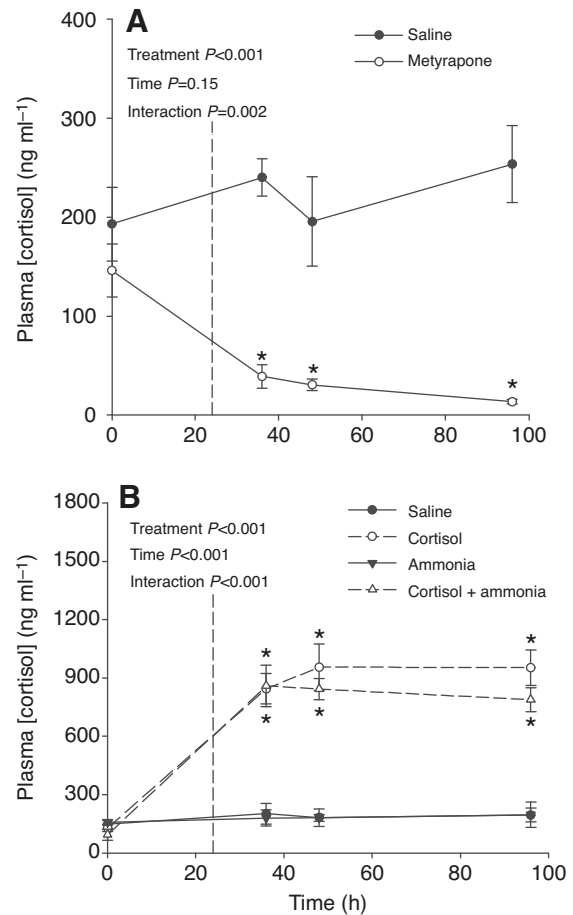 A
400
Treatment P<0.001
Time P=0.15
Interaction P=0.002
Saline
Metyrapone
300
200
100
0
Plasma [cortisol] (ng ml–1)
*
*
*
0
20
40
60
80
100
B
1800
Treatment P<0.001
Time P<0.001
Interaction P<0.001
Saline
Cortisol
Ammonia
Cortisol + ammonia
1500
1200
900
600
300
0
Plasma [cortisol] (ng ml–1)
*
*
*
*
*
*
0
20
40
60
80
100
Time (h)